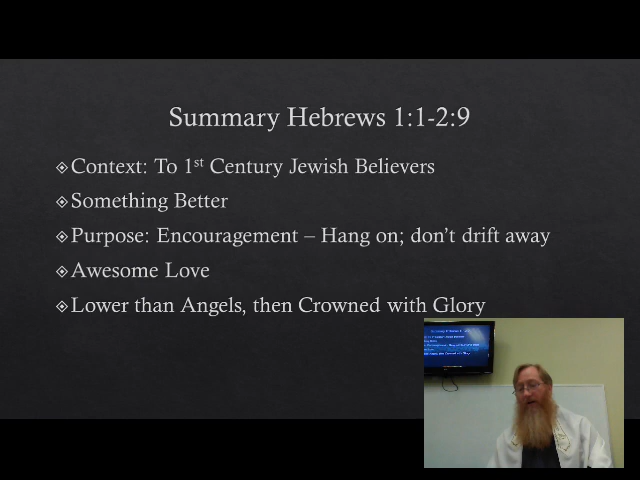 Summary Hebrews 1:1-2:9
Context: To 1st Century Jewish Believers
Something Better
Purpose: Encouragement – Hang on; don't drift away
Awesome Love
Lower than Angels, then Crowned with Glory